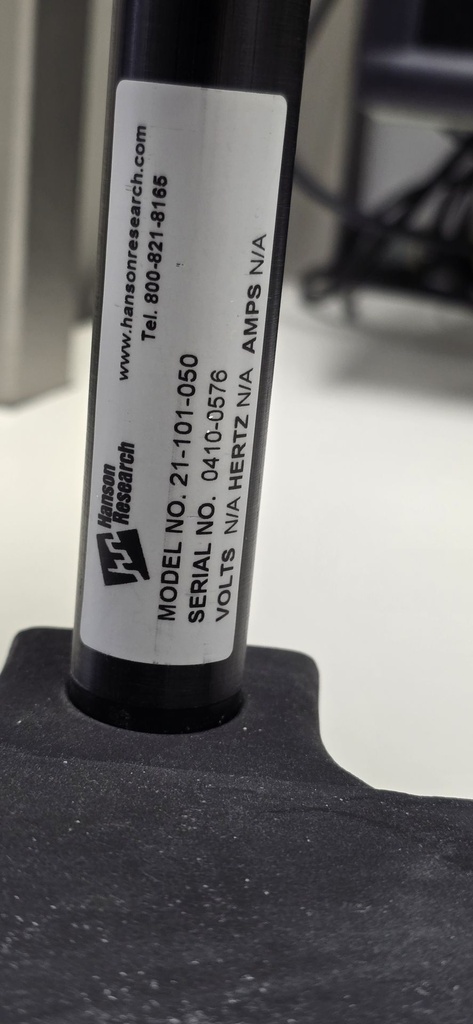 Hanson
Research
www.hansonresearch.com
Tel. 800-821-8165
MODEL NO. 21-101-050
SERIAL NO. 0410-0576
VOLTS N/A HERTZ N/A AMPS N/A